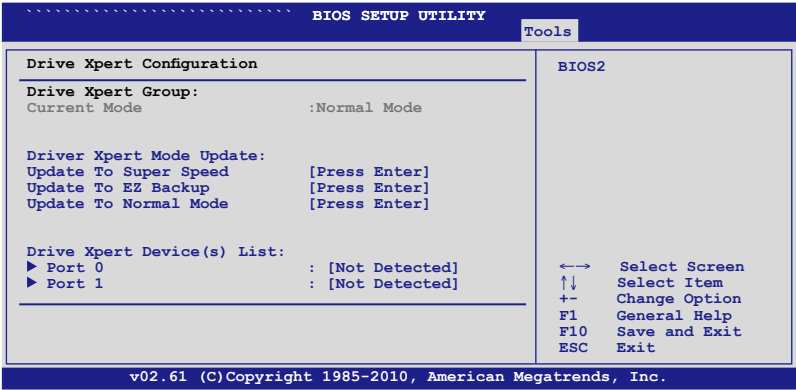 BIOS SETUP UTILITY
Tools
Drive Xpert Configuration
Drive Xpert Group:
Current Mode :Normal Mode
Driver Xpert Mode Update:
Update To Super Speed [Press Enter]
Update To EZ Backup [Press Enter]
Update To Normal Mode [Press Enter]
Drive Xpert Device(s) List:
▶ Port 0 : [Not Detected]
▶ Port 1 : [Not Detected]
BIOS2
←→ Select Screen
↑↓ Select Item
+- Change Option
F1 General Help
F10 Save and Exit
ESC Exit
v02.61 (C)Copyright 1985-2010, American Megatrends, Inc.